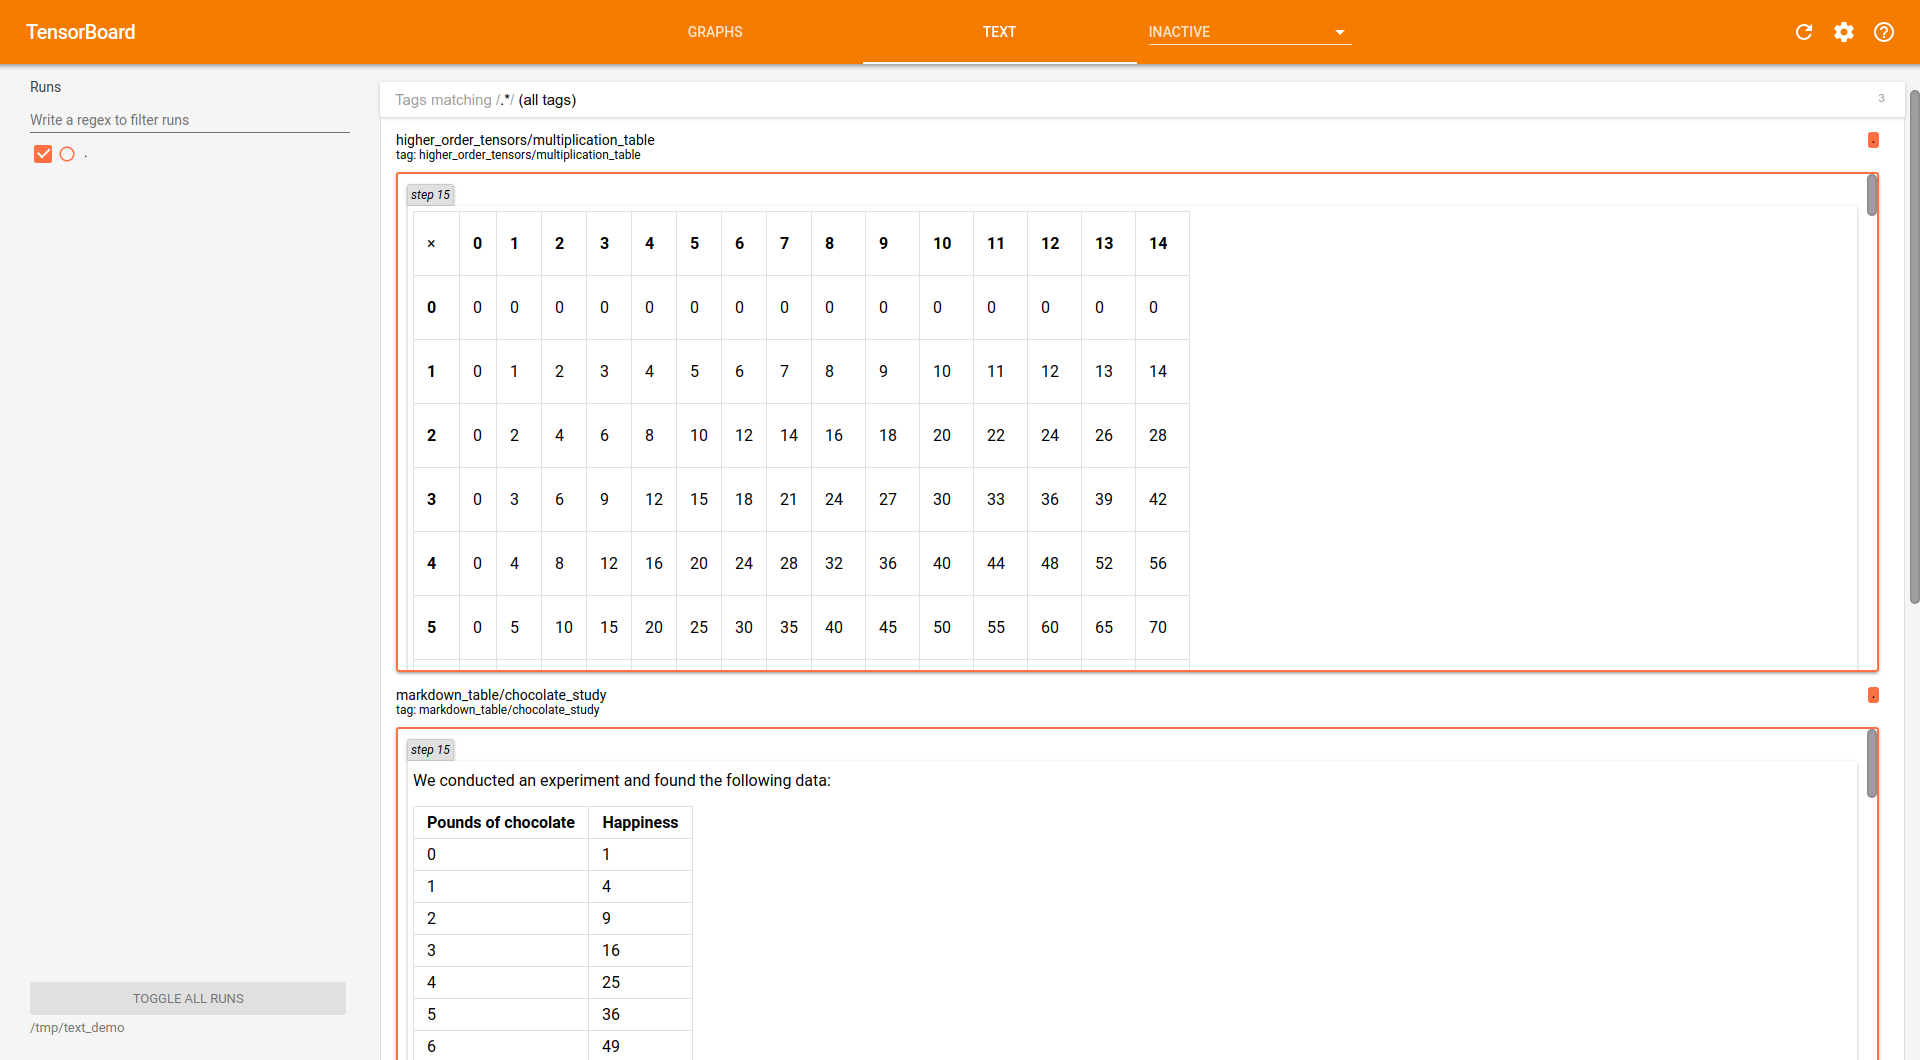 TensorBoard GRAPHS TEXT INACTIVE
Runs
Write a regex to filter runs
.
TOGGLE ALL RUNS
/tmp/text_demo
Tags matching /.*/ (all tags) 3
higher_order_tensors/multiplication_table .
tag: higher_order_tensors/multiplication_table
step 15
× 0 1 2 3 4 5 6 7 8 9 10 11 12 13 14
0 0 0 0 0 0 0 0 0 0 0 0 0 0 0 0
1 0 1 2 3 4 5 6 7 8 9 10 11 12 13 14
2 0 2 4 6 8 10 12 14 16 18 20 22 24 26 28
3 0 3 6 9 12 15 18 21 24 27 30 33 36 39 42
4 0 4 8 12 16 20 24 28 32 36 40 44 48 52 56
5 0 5 10 15 20 25 30 35 40 45 50 55 60 65 70
markdown_table/chocolate_study .
tag: markdown_table/chocolate_study
step 15
We conducted an experiment and found the following data:
Pounds of chocolate Happiness
0 1
1 4
2 9
3 16
4 25
5 36
6 49